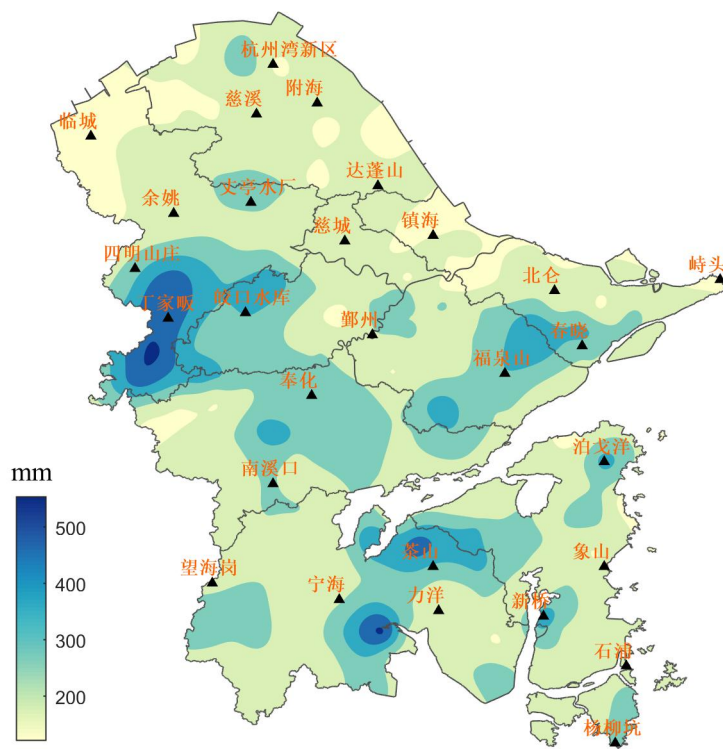 杭州湾新区
附海
慈溪
临城
达蓬山
丈亭水厂
余姚
镇海
慈城
四明山庄
峙头
北仑
皎口水库
丁家畈
鄞州
春晓
福泉山
奉化
泊戈洋
mm
南溪口
500
茶山
象山
望海岗
400
宁海
力洋
新桥
300
石浦
200
杨柳坑